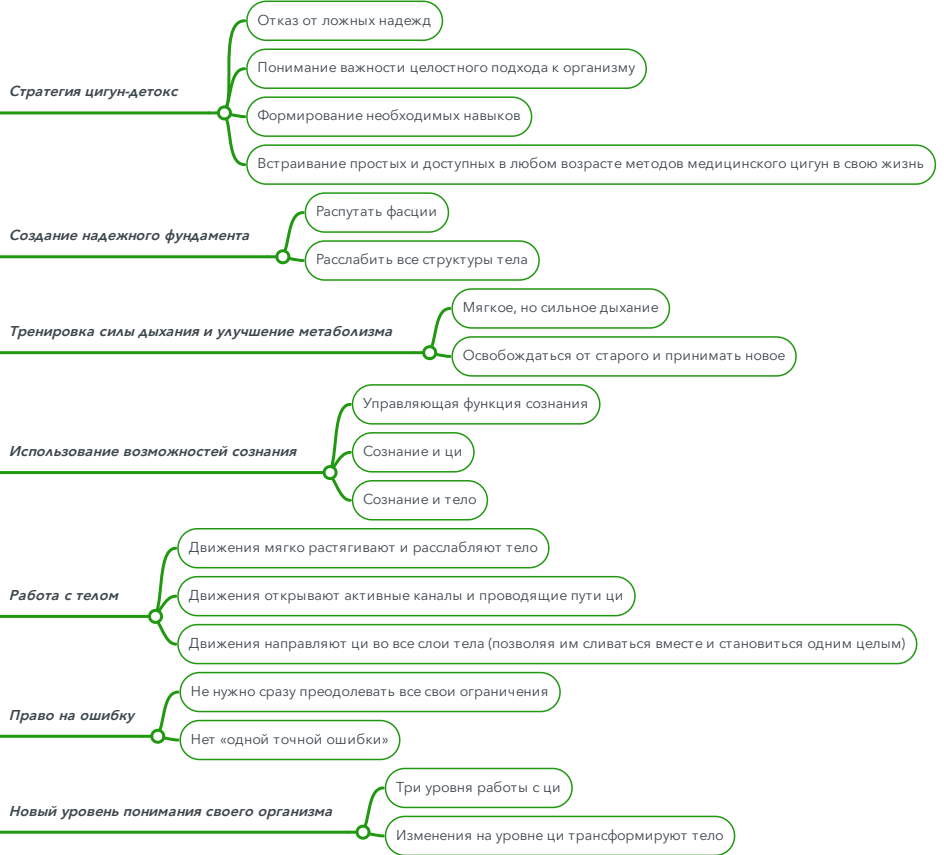 Стратегия цигун-детокс
Отказ от ложных надежд
Понимание важности целостного подхода к организму
Формирование необходимых навыков
Встраивание простых и доступных в любом возрасте методов медицинского цигун в свою жизнь
Создание надежного фундамента
Распутать фасции
Расслабить все структуры тела
Тренировка силы дыхания и улучшение метаболизма
Мягкое, но сильное дыхание
Освобождаться от старого и принимать новое
Использование возможностей сознания
Управляющая функция сознания
Сознание и ци
Сознание и тело
Работа с телом
Движения мягко растягивают и расслабляют тело
Движения открывают активные каналы и проводящие пути ци
Движения направляют ци во все слои тела (позволяя им сливаться вместе и становиться одним целым)
Право на ошибку
Не нужно сразу преодолевать все свои ограничения
Нет «одной точной ошибки»
Новый уровень понимания своего организма
Три уровня работы с ци
Изменения на уровне ци трансформируют тело